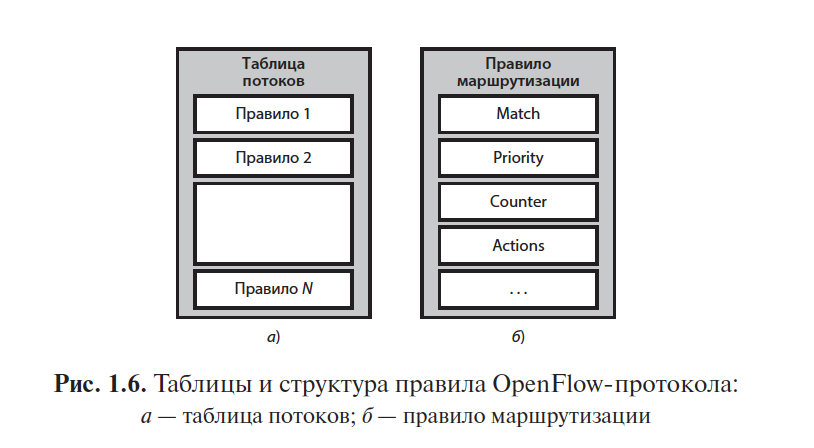 Таблица
потоков
Правило 1
Правило 2
Правило N
а)
Правило
маршрутизации
Match
Priority
Counter
Actions
...
б)
Рис. 1.6. Таблицы и структура правила OpenFlow-протокола:
а — таблица потоков; б — правило маршрутизации